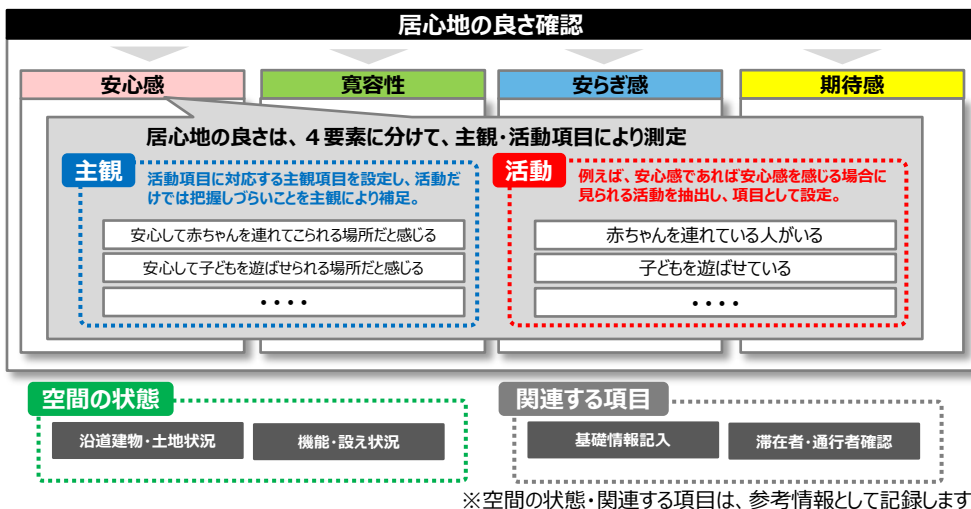 居心地の良さ確認
安心感
寛容性
安らぎ感
期待感
居心地の良さは、4要素に分けて、主観・活動項目により測定
主観
活動項目に対応する主観項目を設定し、活動だ
けでは把握しづらいことを主観により補足。
安心して赤ちゃんを連れてこられる場所だと感じる
安心して子どもを遊ばせられる場所だと感じる
・・・・
活動
例えば、安心感であれば安心感を感じる場合に
見られる活動を抽出し、項目として設定。
赤ちゃんを連れている人がいる
子どもを遊ばせている
・・・・
空間の状態
沿道建物・土地状況
機能・設え状況
関連する項目
基礎情報記入
滞在者・通行者確認
※空間の状態・関連する項目は、参考情報として記録します